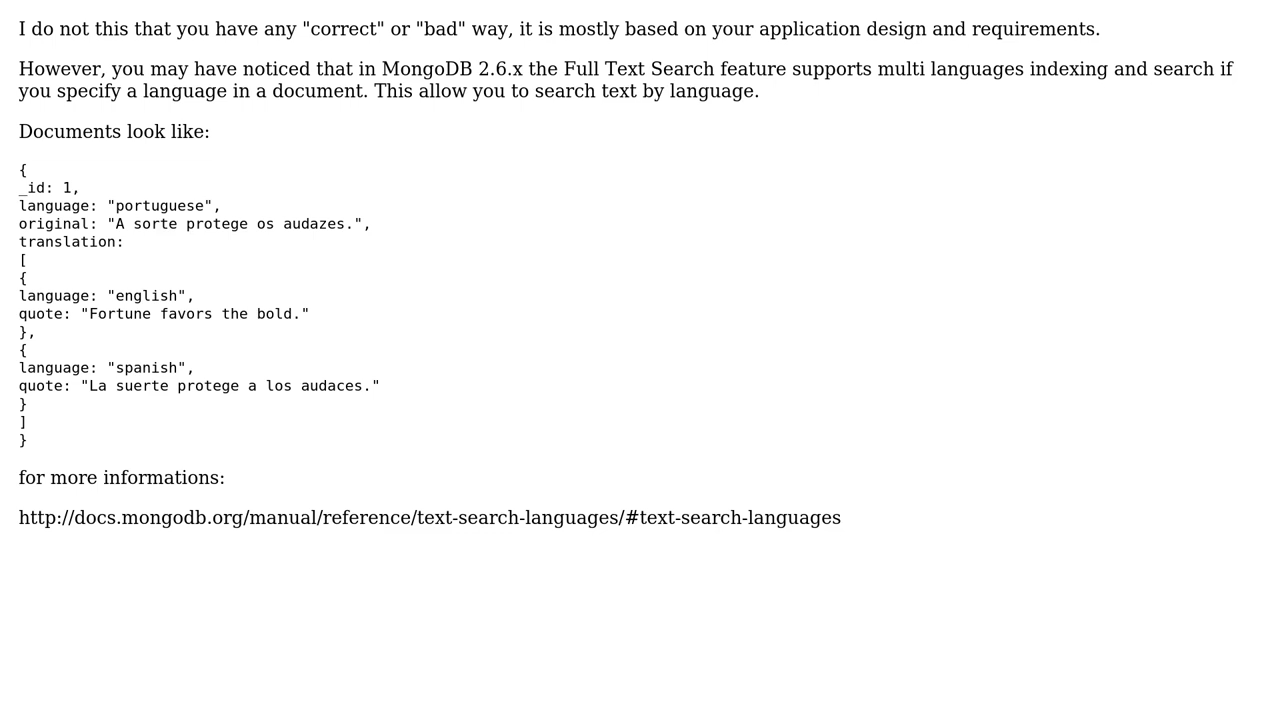 I do not this that you have any "correct" or "bad" way, it is mostly based on your application design and requirements.
However, you may have noticed that in MongoDB 2.6.x the Full Text Search feature supports multi languages indexing and search if
you specify a language in a document. This allow you to search text by language.
Documents look like:
{
_id: 1,
language: "portuguese",
original: "A sorte protege os audazes.",
translation:
[
{
language: "english",
quote: "Fortune favors the bold."
},
{
language: "spanish",
quote: "La suerte protege a los audaces."
}
]
}
for more informations:
http://docs.mongodb.org/manual/reference/text-search-languages/#text-search-languages